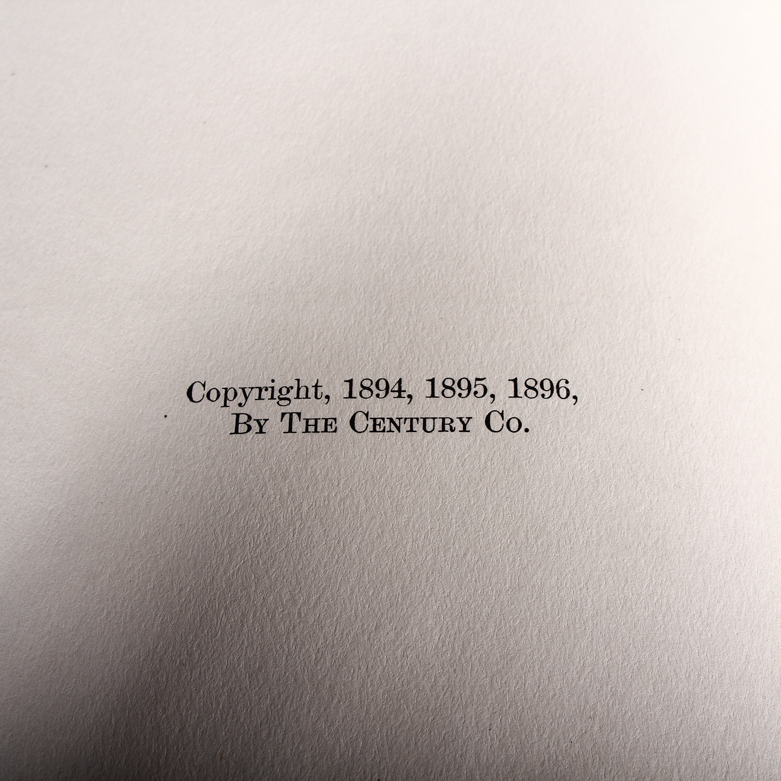 Copyright, 1894, 1895, 1896,
By The Century Co.